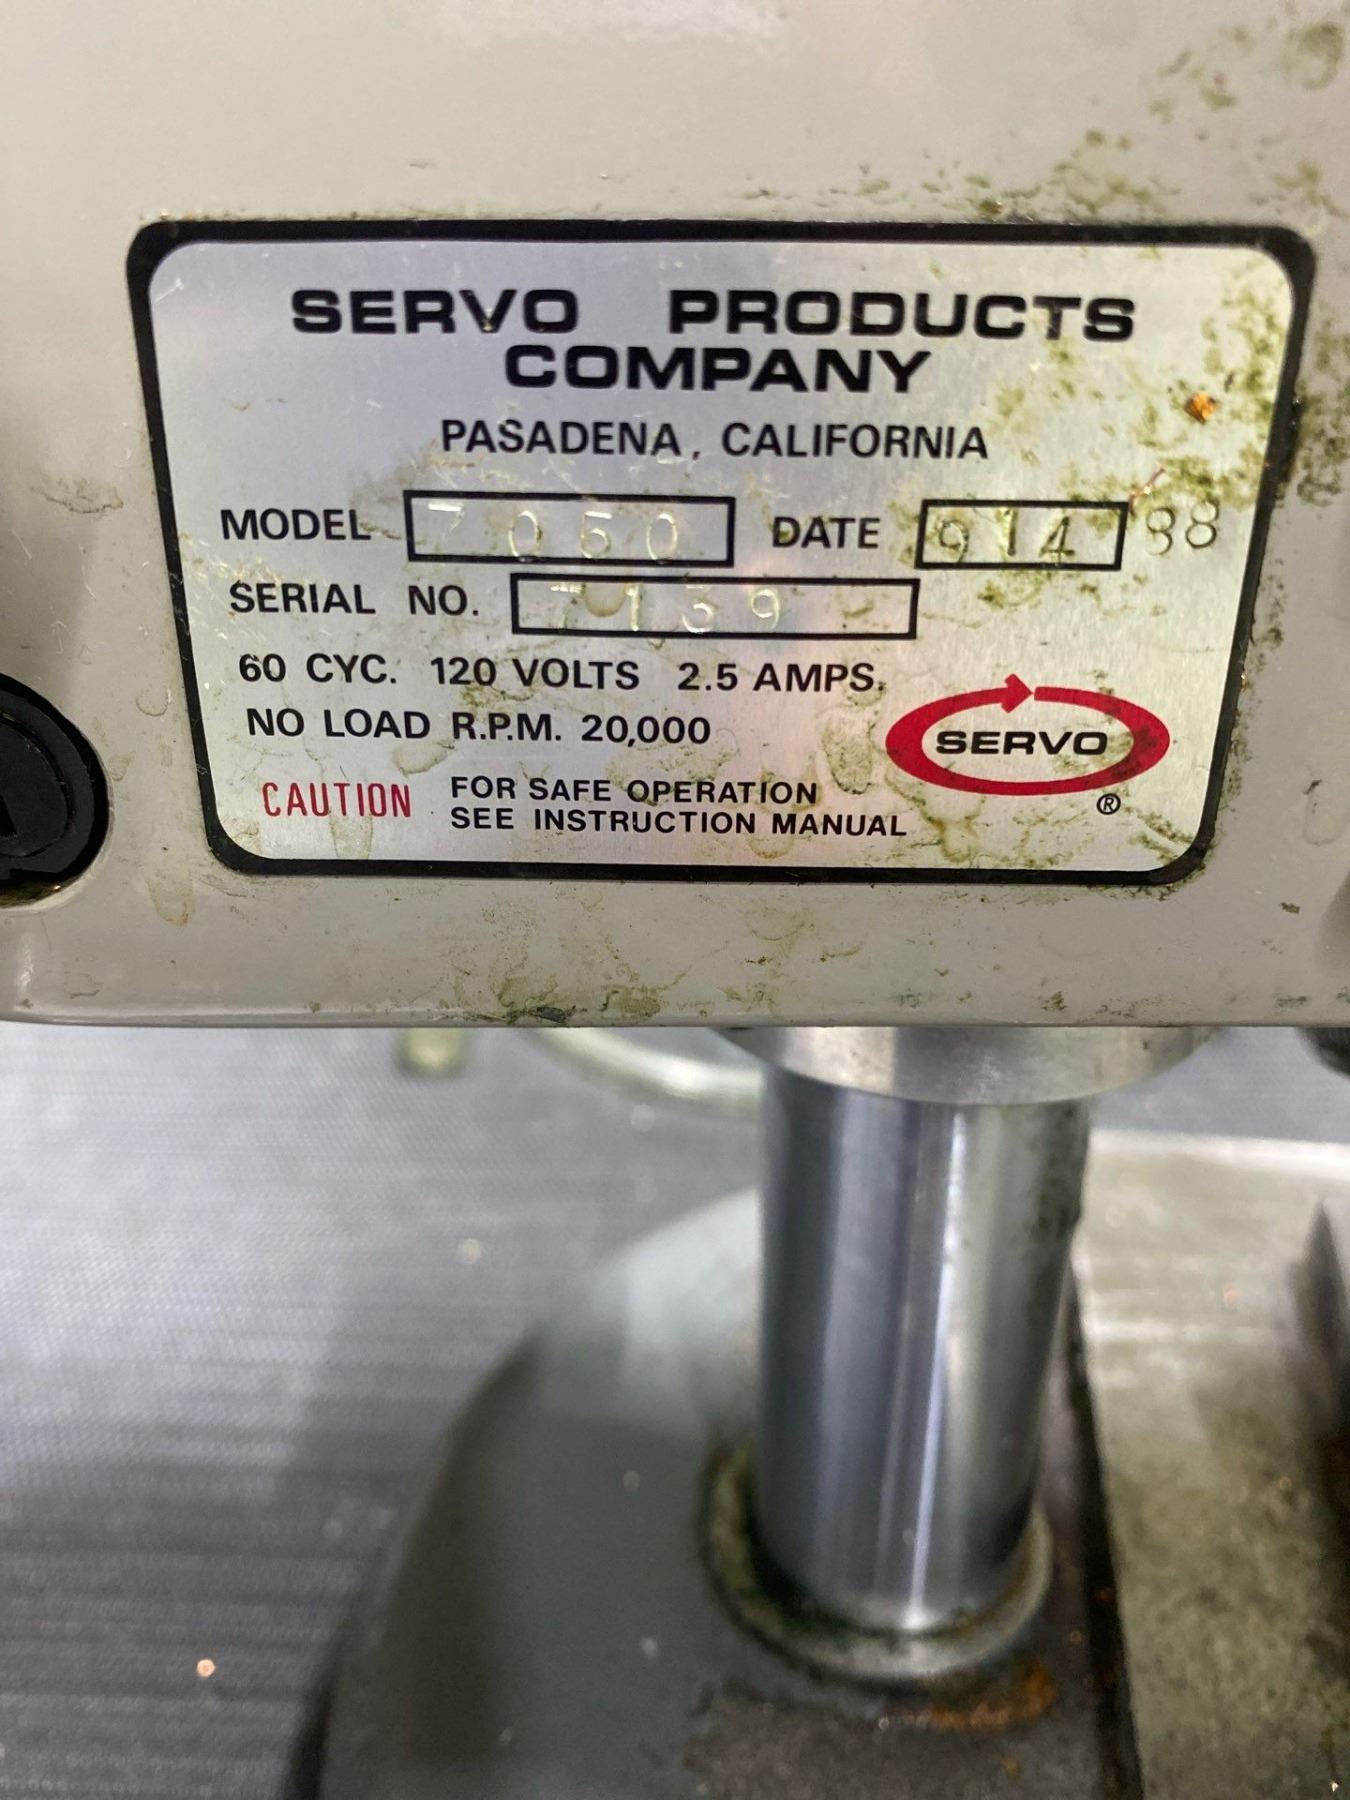 SERVO PRODUCTS
COMPANY
PASADENA, CALIFORNIA
MODEL 7050 DATE 914 88
SERIAL NO. 7139
60 CYC. 120 VOLTS 2.5 AMPS.
NO LOAD R.P.M. 20,000
SERVO
®
CAUTION FOR SAFE OPERATION
SEE INSTRUCTION MANUAL